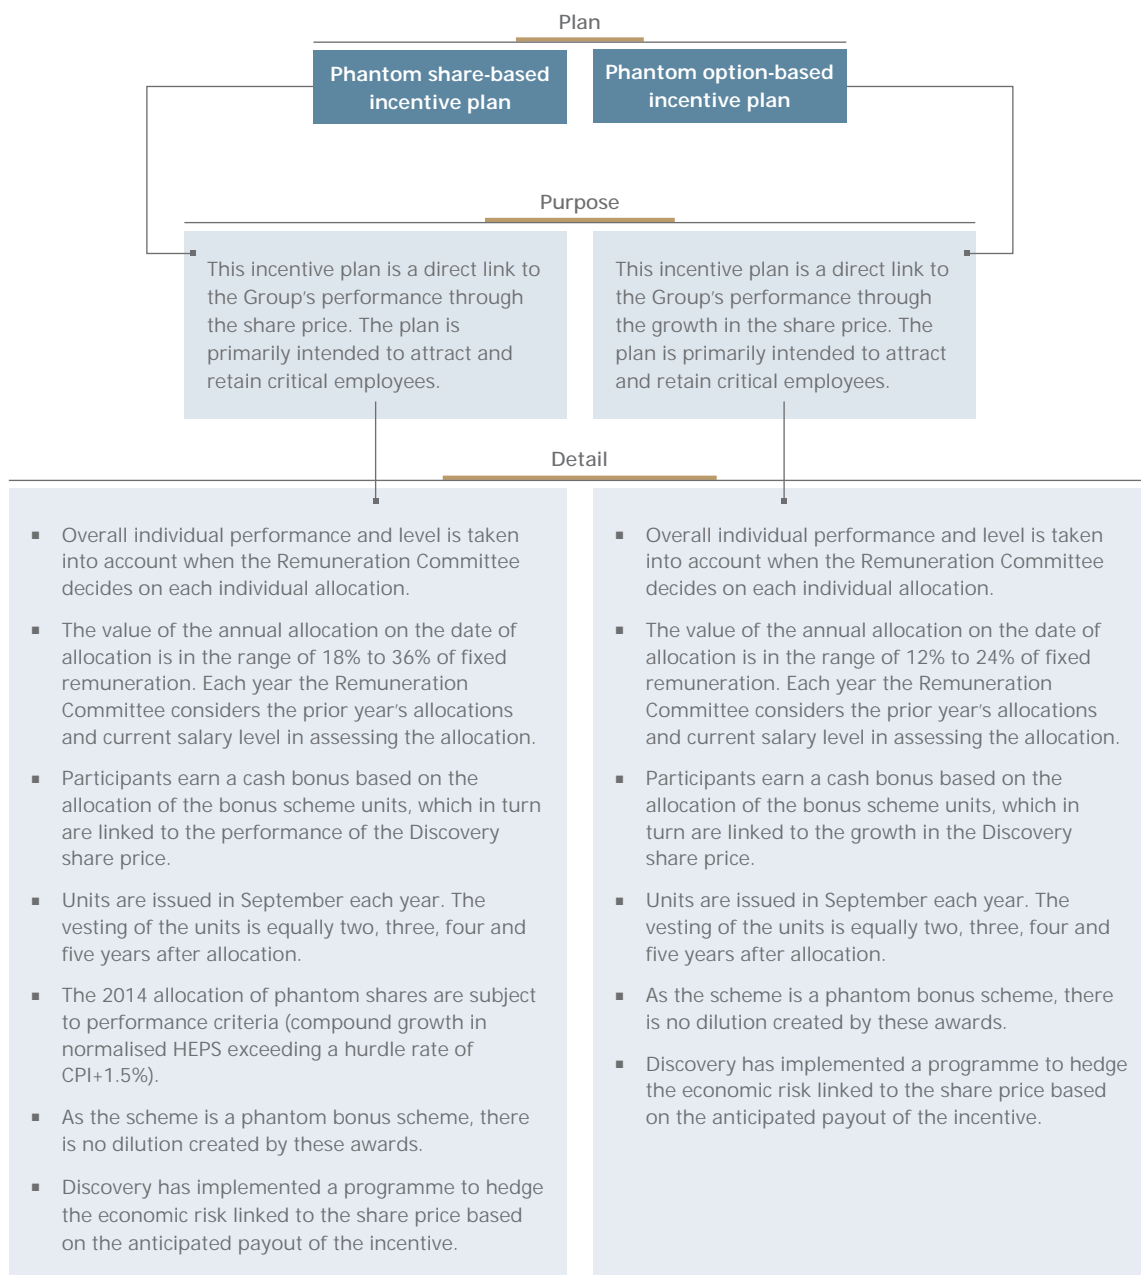 Plan
Phantom share-based
incentive plan
Phantom option-based
incentive plan
Purpose
This incentive plan is a direct link to
the Group's performance through
the share price. The plan is
primarily intended to attract and
retain critical employees.
This incentive plan is a direct link to
the Group's performance through
the growth in the share price. The
plan is primarily intended to attract
and retain critical employees.
Detail
▪ Overall individual performance and level is taken
into account when the Remuneration Committee
decides on each individual allocation.
▪ The value of the annual allocation on the date of
allocation is in the range of 18% to 36% of fixed
remuneration. Each year the Remuneration
Committee considers the prior year's allocations
and current salary level in assessing the allocation.
▪ Participants earn a cash bonus based on the
allocation of the bonus scheme units, which in turn
are linked to the performance of the Discovery
share price.
▪ Units are issued in September each year. The
vesting of the units is equally two, three, four and
five years after allocation.
▪ The 2014 allocation of phantom shares are subject
to performance criteria (compound growth in
normalised HEPS exceeding a hurdle rate of
CPI+1.5%).
▪ As the scheme is a phantom bonus scheme, there
is no dilution created by these awards.
▪ Discovery has implemented a programme to hedge
the economic risk linked to the share price based
on the anticipated payout of the incentive.
▪ Overall individual performance and level is taken
into account when the Remuneration Committee
decides on each individual allocation.
▪ The value of the annual allocation on the date of
allocation is in the range of 12% to 24% of fixed
remuneration. Each year the Remuneration
Committee considers the prior year's allocations
and current salary level in assessing the allocation.
▪ Participants earn a cash bonus based on the
allocation of the bonus scheme units, which in
turn are linked to the growth in the Discovery
share price.
▪ Units are issued in September each year. The
vesting of the units is equally two, three, four and
five years after allocation.
▪ As the scheme is a phantom bonus scheme, there
is no dilution created by these awards.
▪ Discovery has implemented a programme to hedge
the economic risk linked to the share price based
on the anticipated payout of the incentive.